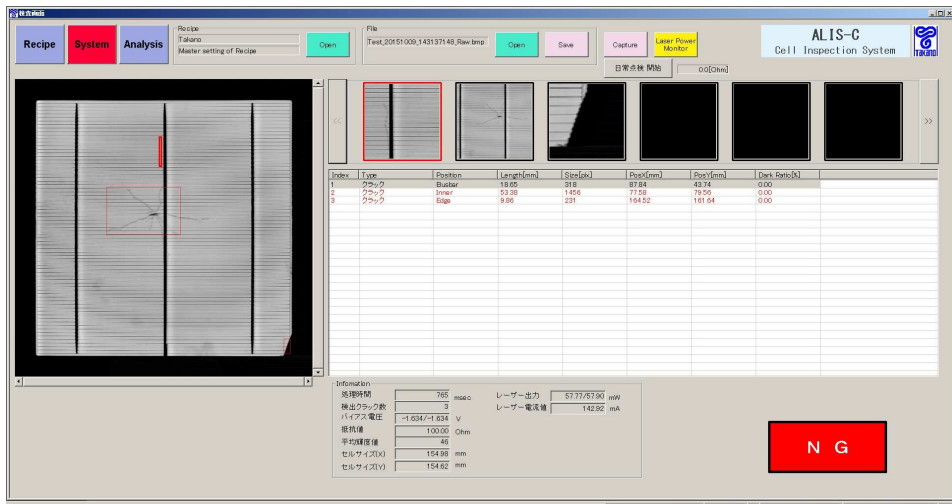 検査画面
Recipe
System
Analysis
Recipe
Takano
Master setting of Recipe
Open
File
Test_20151009_143137148_Raw.bmp
Open
Save
Capture
Laser Power
Monitor
日常点検 開始
0.0[Ohm]
ALIS-C
Cell Inspection System
TAKANO
<<
>>
Index Type Position Length[mm] Size[pix] PosX[mm] PosY[mm] Dark Ratio[%]
1 クラック Busbar 18.65 318 87.84 43.74 0.00
2 クラック Inner 53.38 1456 77.58 79.56 0.00
3 クラック Edge 9.86 231 164.52 161.64 0.00
Infomation
処理時間 765 msec レーザー出力 57.77/57.90 mW
検出クラック数 3 レーザー電流値 142.92 mA
バイアス電圧 -1.634/-1.634 V
抵抗値 100.00 Ohm
平均輝度値 46
セルサイズ(X) 154.98 mm
セルサイズ(Y) 154.62 mm
N G